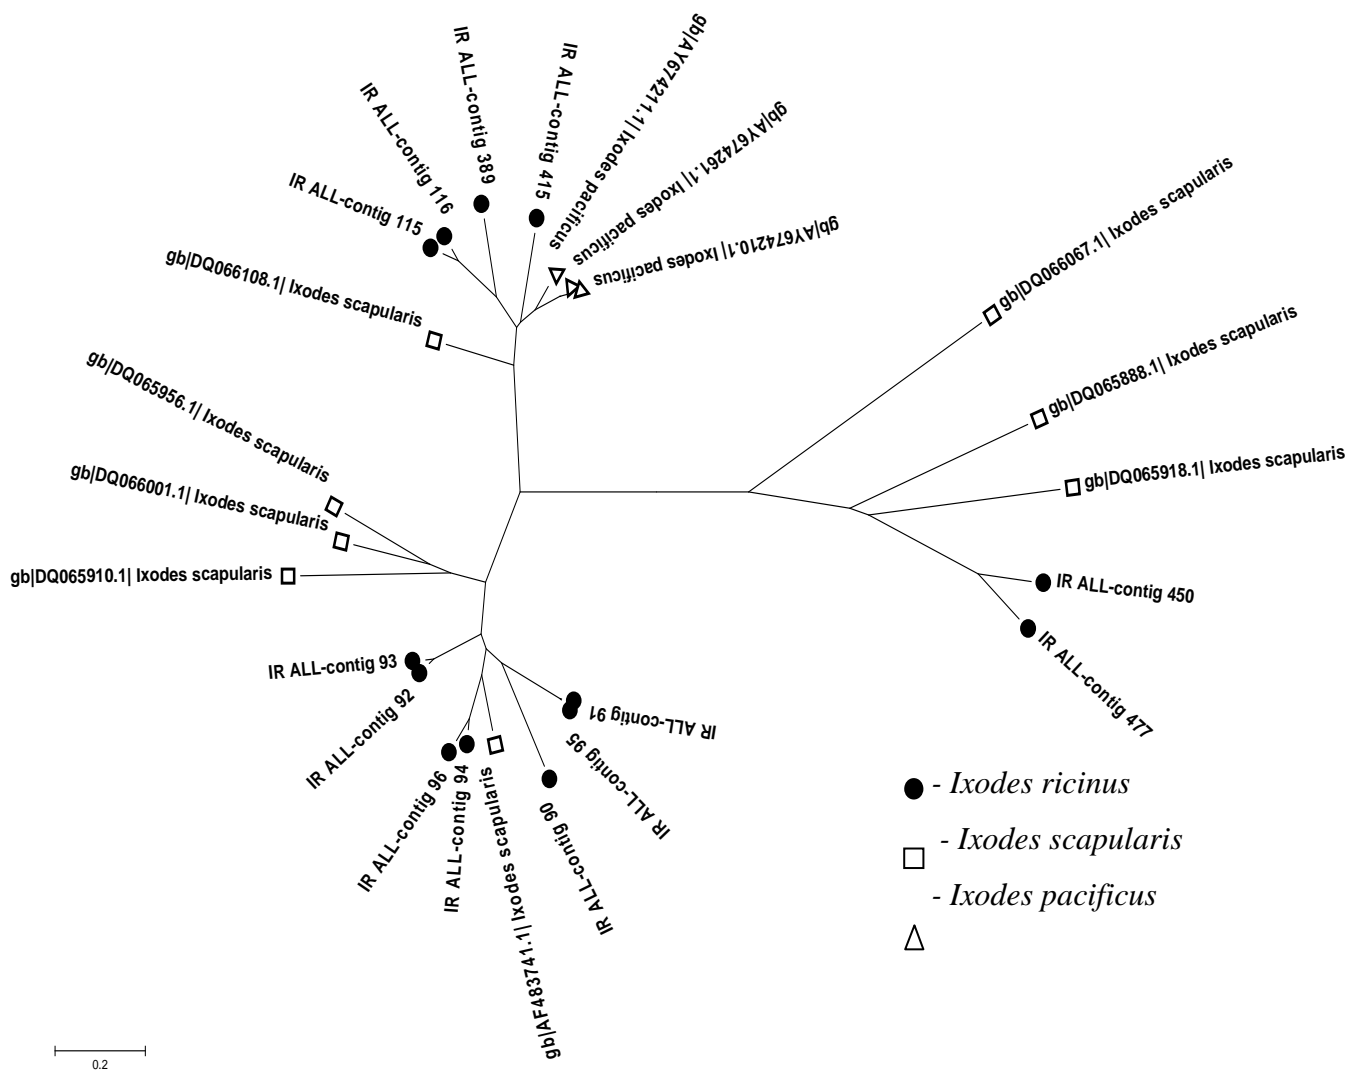 IR ALL-contig 389
IR ALL-contig 415
gb|AY674211.1| Ixodes pacificus
gb|AY674261.1| Ixodes pacificus
gb|AY674210.1| Ixodes pacificus
IR ALL-contig 116
IR ALL-contig 115
gb|DQ066108.1| Ixodes scapularis
gb|DQ066067.1| Ixodes scapularis
gb|DQ065888.1| Ixodes scapularis
gb|DQ065918.1| Ixodes scapularis
gb|DQ065956.1| Ixodes scapularis
gb|DQ066001.1| Ixodes scapularis
gb|DQ065910.1| Ixodes scapularis
IR ALL-contig 450
IR ALL-contig 477
IR ALL-contig 93
IR ALL-contig 92
IR ALL-contig 96
IR ALL-contig 94
gb|AF483741.1| Ixodes scapularis
IR ALL-contig 90
IR ALL-contig 95
IR ALL-contig 91
- Ixodes ricinus
- Ixodes scapularis
- Ixodes pacificus
0.2